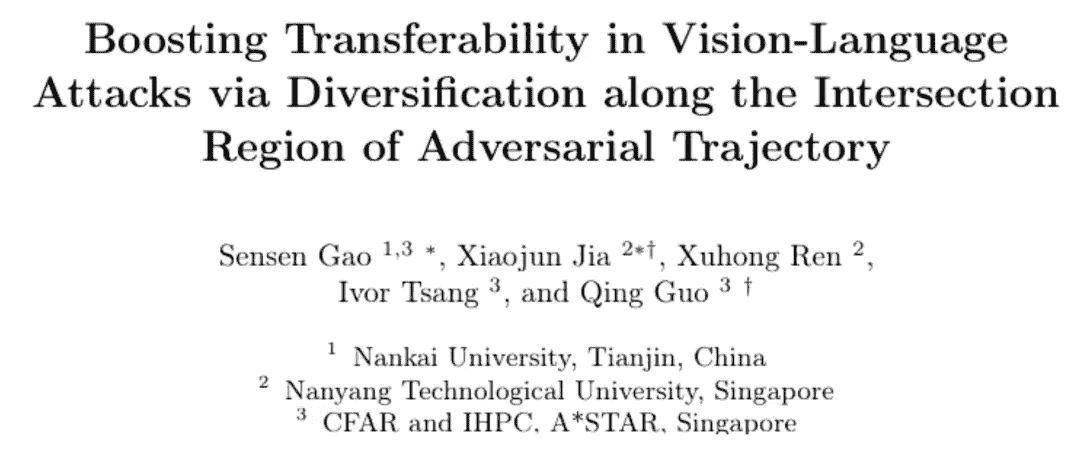 Boosting Transferability in Vision-Language
Attacks via Diversification along the Intersection
Region of Adversarial Trajectory
Sensen Gao 1,3 *, Xiaojun Jia 2*†, Xuhong Ren 2,
Ivor Tsang 3, and Qing Guo 3 †
1 Nankai University, Tianjin, China
2 Nanyang Technological University, Singapore
3 CFAR and IHPC, A*STAR, Singapore